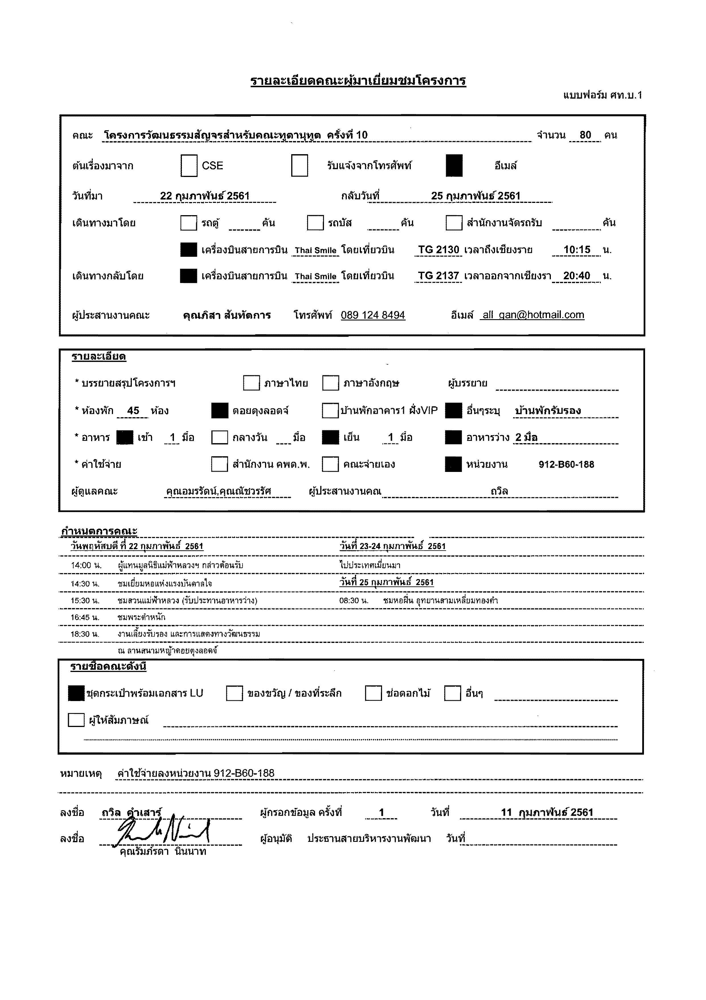 รายละเอียดคณะผู้มาเยี่ยมชมโครงการ
แบบฟอร์ม ศท.บ.1
คณะ โครงการวัฒนธรรมสัญจรสำหรับคณะทูตานุทูต ครั้งที่ 10 จำนวน 80 คน
ต้นเรื่องมาจาก CSE รับแจ้งจากโทรศัพท์ อีเมล์
วันที่มา 22 กุมภาพันธ์ 2561 กลับวันที่ 25 กุมภาพันธ์ 2561
เดินทางมาโดย รถตู้ คัน รถบัส คัน สำนักงานจัดรถรับ คัน
เครื่องบินสายการบิน Thai Smile โดยเที่ยวบิน TG 2130 เวลาถึงเชียงราย 10:15 น.
เดินทางกลับโดย เครื่องบินสายการบิน Thai Smile โดยเที่ยวบิน TG 2137 เวลาออกจากเชียงรา 20:40 น.
ผู้ประสานงานคณะ คุณภิสา สันทัดการ โทรศัพท์ 089 124 8494 อีเมล์ all_gan@hotmail.com
รายละเอียด
* บรรยายสรุปโครงการฯ ภาษาไทย ภาษาอังกฤษ ผู้บรรยาย
* ห้องพัก 45 ห้อง ดอยตุงลอดจ์ บ้านพักอาคาร1 ฝั่งVIP อื่นๆระบุ บ้านพักรับรอง
* อาหาร เช้า 1 มื้อ กลางวัน มื้อ เย็น 1 มื้อ อาหารว่าง 2 มื้อ
* ค่าใช้จ่าย สำนักงาน คพด.พ. คณะจ่ายเอง หน่วยงาน 912-B60-188
ผู้ดูแลคณะ คุณอมรรัตน์,คุณณัชวรรัศ ผู้ประสานงานคณ ถวิล
กำหนดการคณะ
วันพฤหัสบดี ที่ 22 กุมภาพันธ์ 2561 วันที่ 23-24 กุมภาพันธ์ 2561
14:00 น. ผู้แทนมูลนิธิแม่ฟ้าหลวงฯ กล่าวต้อนรับ ไปประเทศเมี่ยนมา
14:30 น. ชมเยี่ยมหอแห่งแรงบันดาลใจ วันที่ 25 กุมภาพันธ์ 2561
15:30 น. ชมสวนแม่ฟ้าหลวง (รับประทานอาหารว่าง) 08:30 น. ชมหอฝิ่น อุทยานสามเหลี่ยมทองคำ
16:45 น. ชมพระตำหนัก
18:30 น. งานเลี้ยงรับรอง และการแสดงทางวัฒนธรรม
ณ ลานสนามหญ้าดอยตุงลอดจ์
รายชื่อคณะดังนี้
ชุดกระเป๋าพร้อมเอกสาร LU ของขวัญ / ของที่ระลึก ช่อดอกไม้ อื่นๆ
ผู้ให้สัมภาษณ์
หมายเหตุ ค่าใช้จ่ายลงหน่วยงาน 912-B60-188
ลงชื่อ ถวิล คำเสาร์ ผู้กรอกข้อมูล ครั้งที่ 1 วันที่ 11 กุมภาพันธ์ 2561
ลงชื่อ ผู้อนุมัติ ประธานสายบริหารงานพัฒนา วันที่
คุณรัมภ์รดา นินนาท